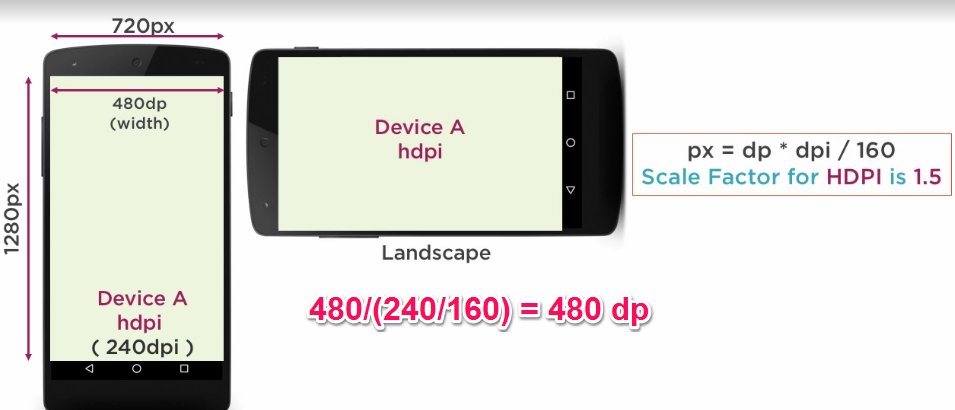 720px
480dp
(width)
1280px
Device A
hdpi
( 240dpi )
Device A
hdpi
Landscape
px = dp * dpi / 160
Scale Factor for HDPI is 1.5
480/(240/160) = 480 dp